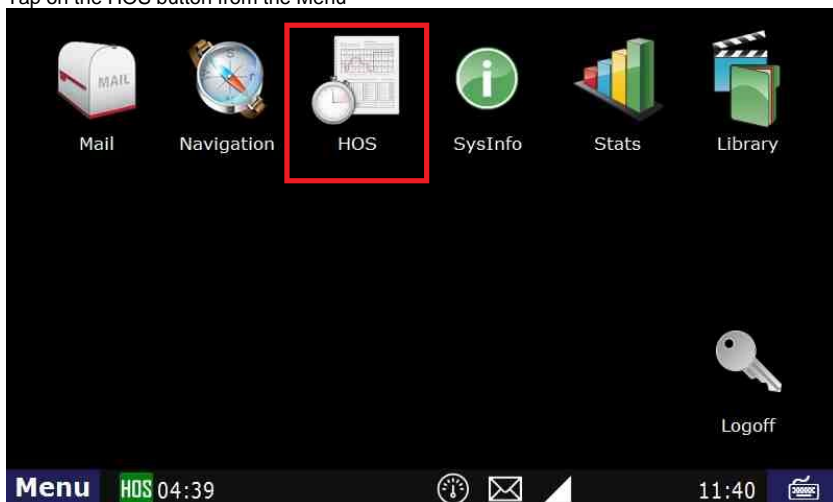 Tap on the HOS button from the Menu
MAIL
Mail Navigation HOS SysInfo Stats Library
Logoff
Menu HOS 04:39 11:40